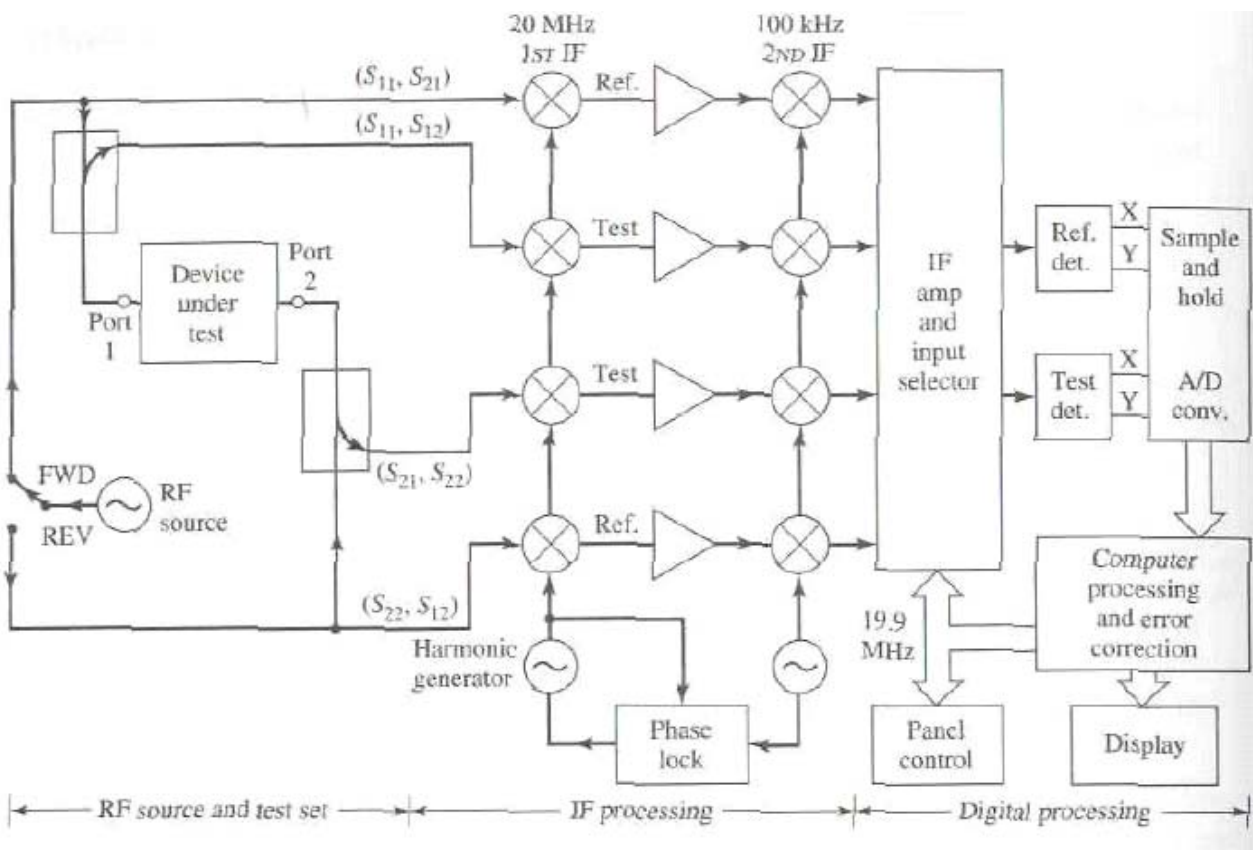 20 MHz
1ST IF
100 kHz
2ND IF
(S11, S21)
Ref.
(S11, S12)
Test
Device
under
test
Port
1
Port
2
Test
(S21, S22)
FWD
REV
RF
source
Ref.
(S22, S12)
Harmonic
generator
Phase
lock
IF
amp
and
input
selector
Ref.
det.
X
Y
Sample
and
hold
Test
det.
X
Y
A/D
conv.
Computer
processing
and error
correction
19.9
MHz
Panel
control
Display
RF source and test set
IF processing
Digital processing